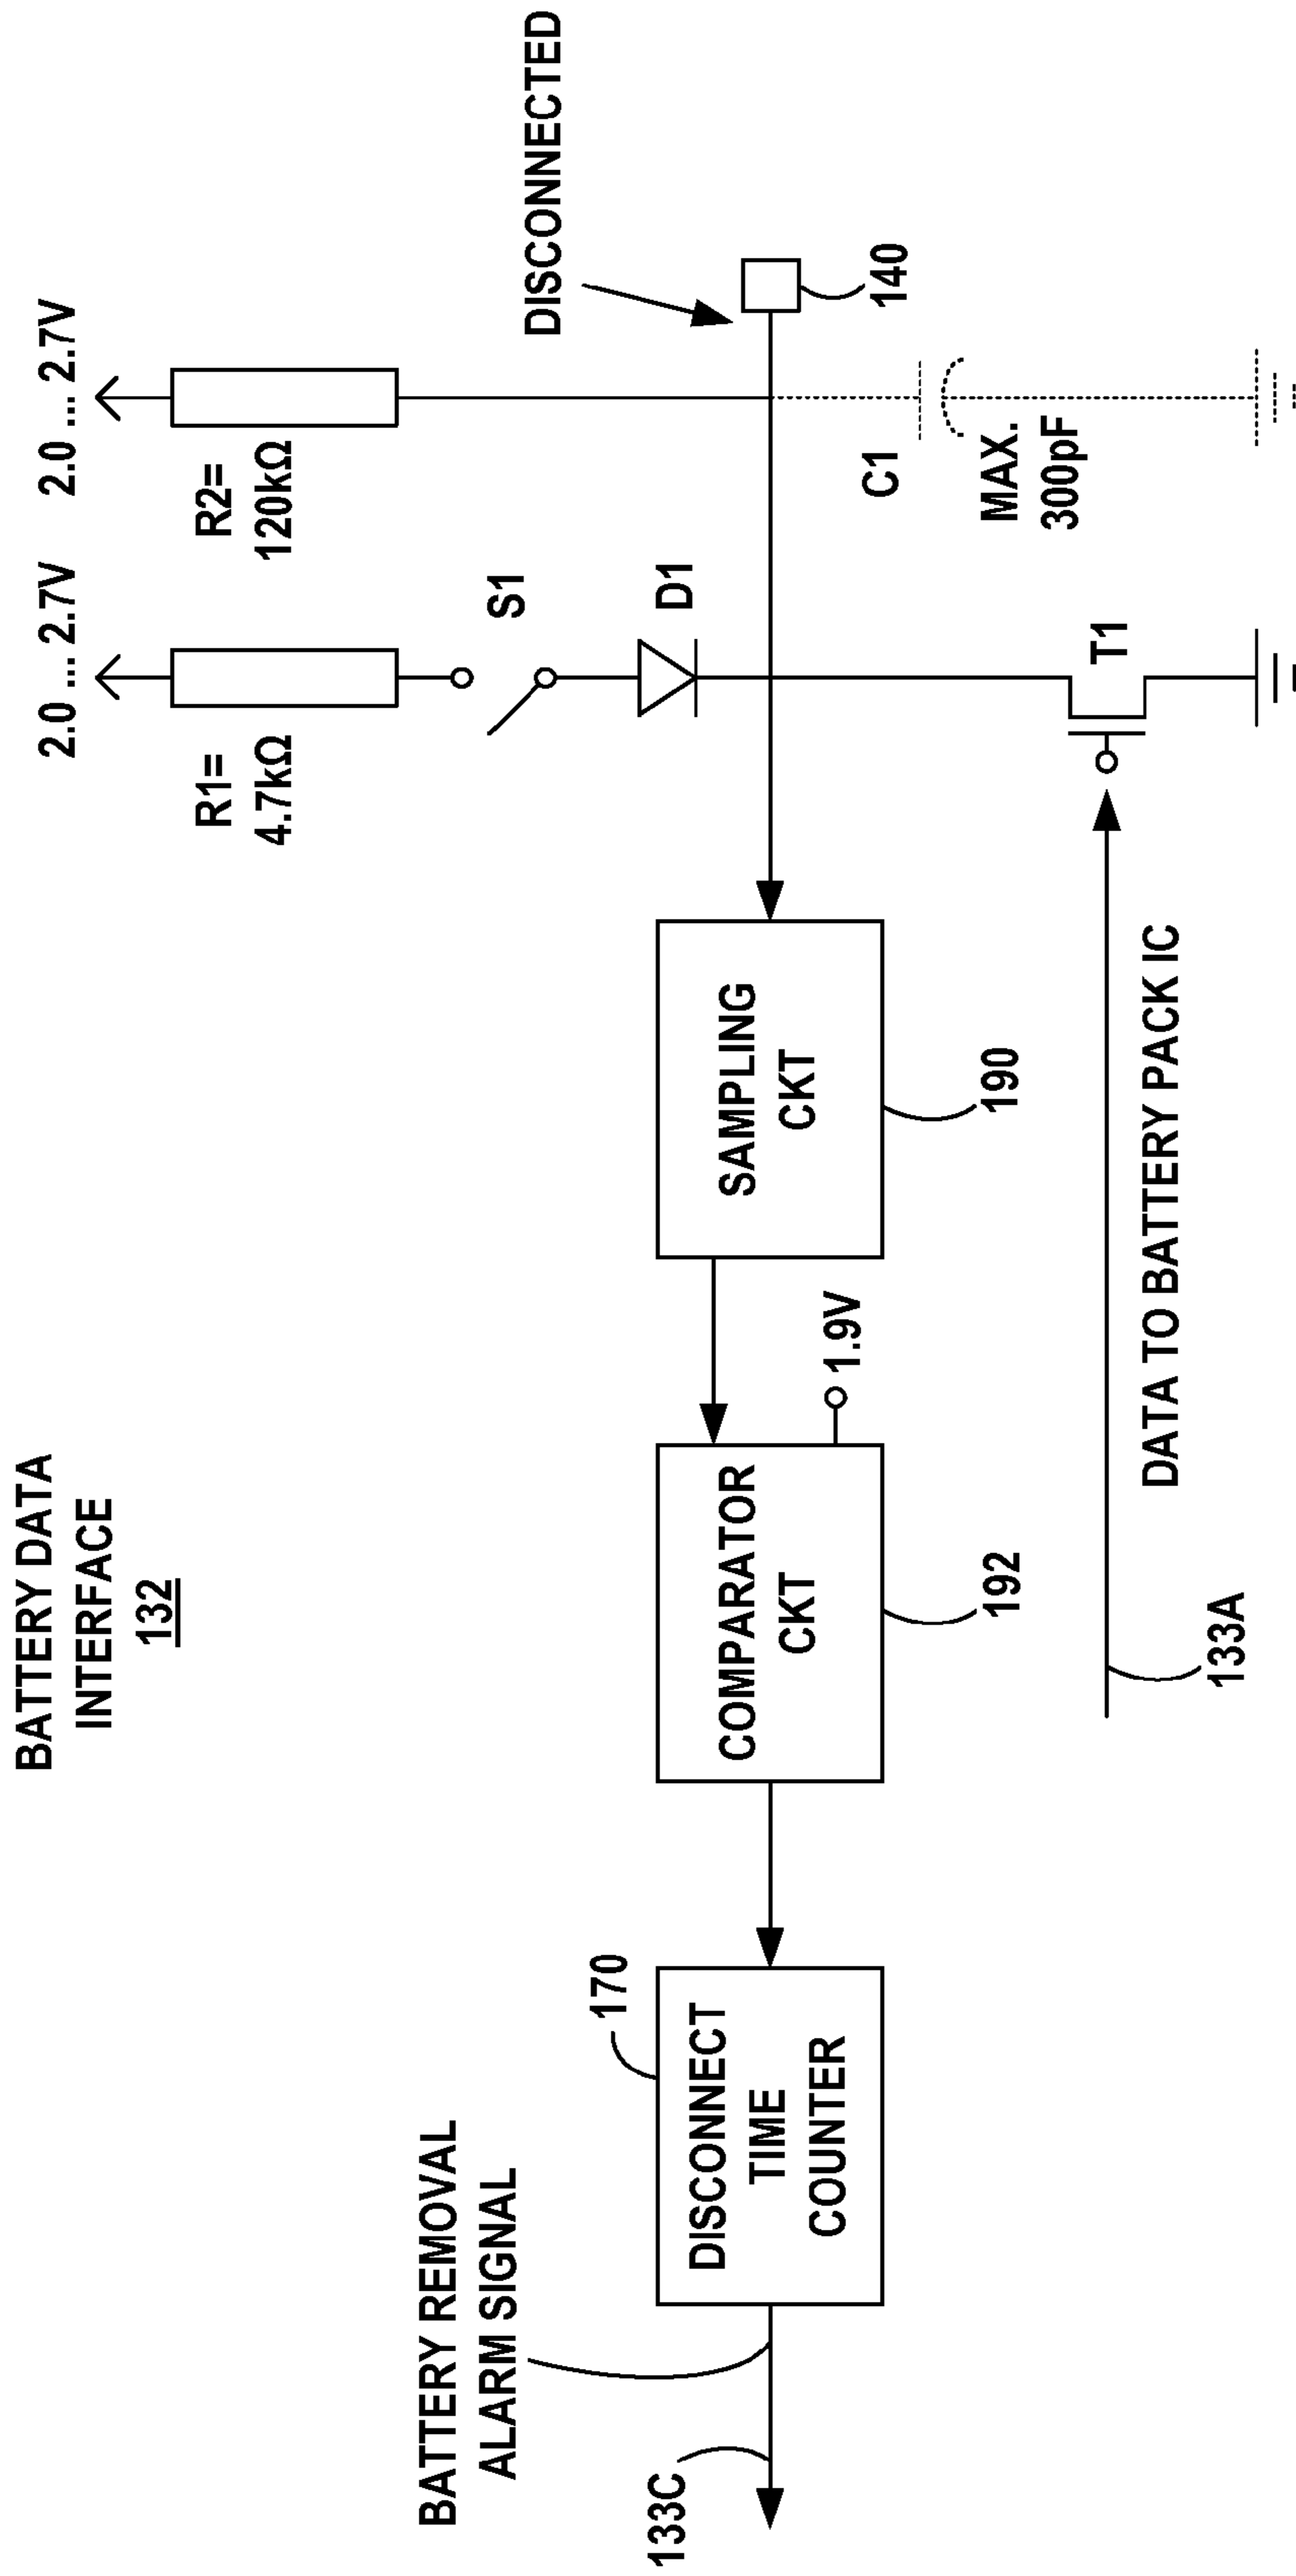 BATTERY DATA
INTERFACE
132
2.0 ... 2.7V
2.0 ... 2.7V
R1=
4.7kΩ
R2=
120kΩ
S1
D1
DISCONNECTED
140
C1
MAX.
300pF
T1
BATTERY REMOVAL
ALARM SIGNAL
133C
170
DISCONNECT
TIME
COUNTER
COMPARATOR
CKT
192
1.9V
SAMPLING
CKT
190
133A
DATA TO BATTERY PACK IC